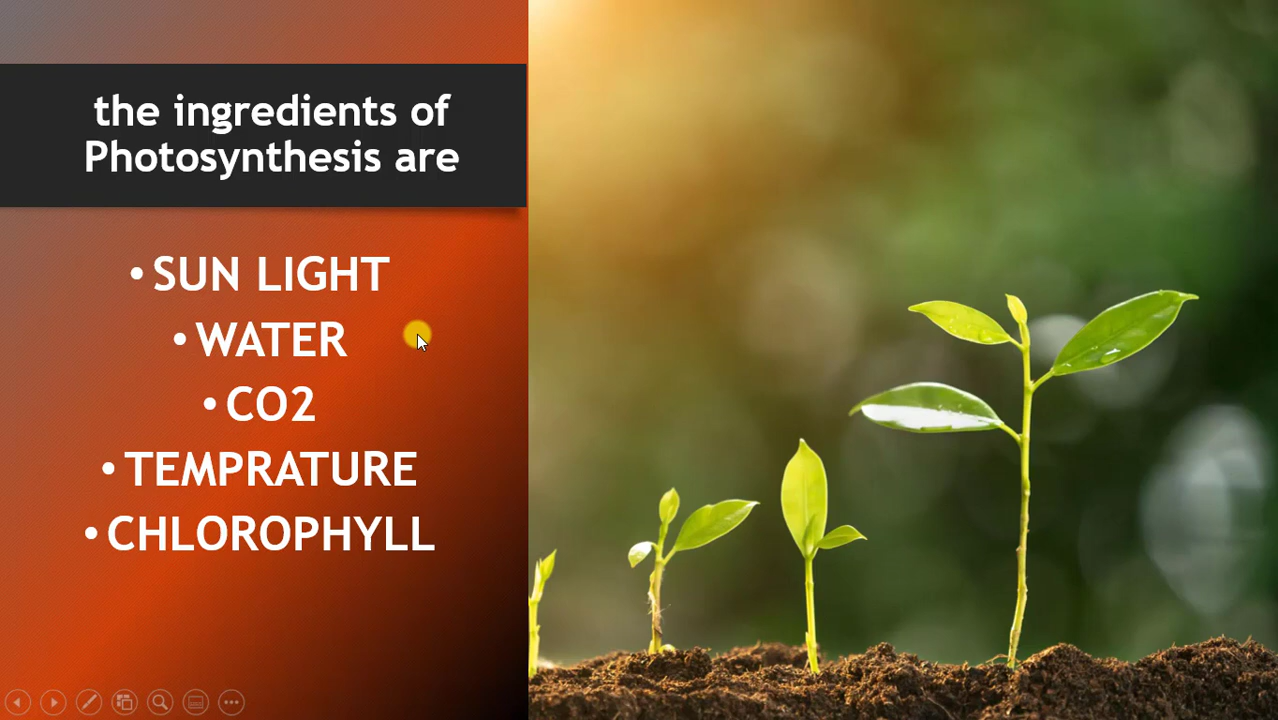 the ingredients of
Photosynthesis are
• SUN LIGHT
• WATER
• CO2
• TEMPRATURE
• CHLOROPHYLL